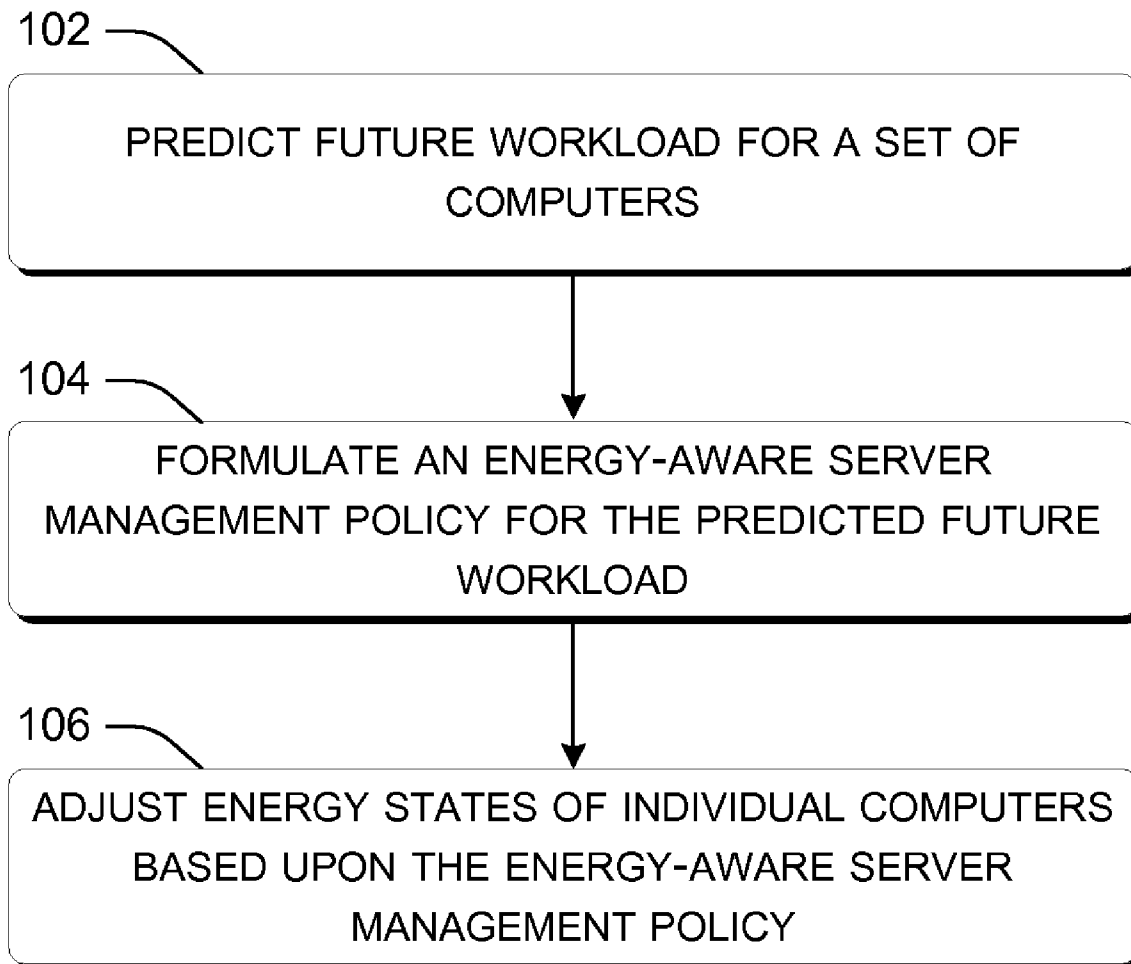 102
PREDICT FUTURE WORKLOAD FOR A SET OF
COMPUTERS
104
FORMULATE AN ENERGY-AWARE SERVER
MANAGEMENT POLICY FOR THE PREDICTED FUTURE
WORKLOAD
106
ADJUST ENERGY STATES OF INDIVIDUAL COMPUTERS
BASED UPON THE ENERGY-AWARE SERVER
MANAGEMENT POLICY